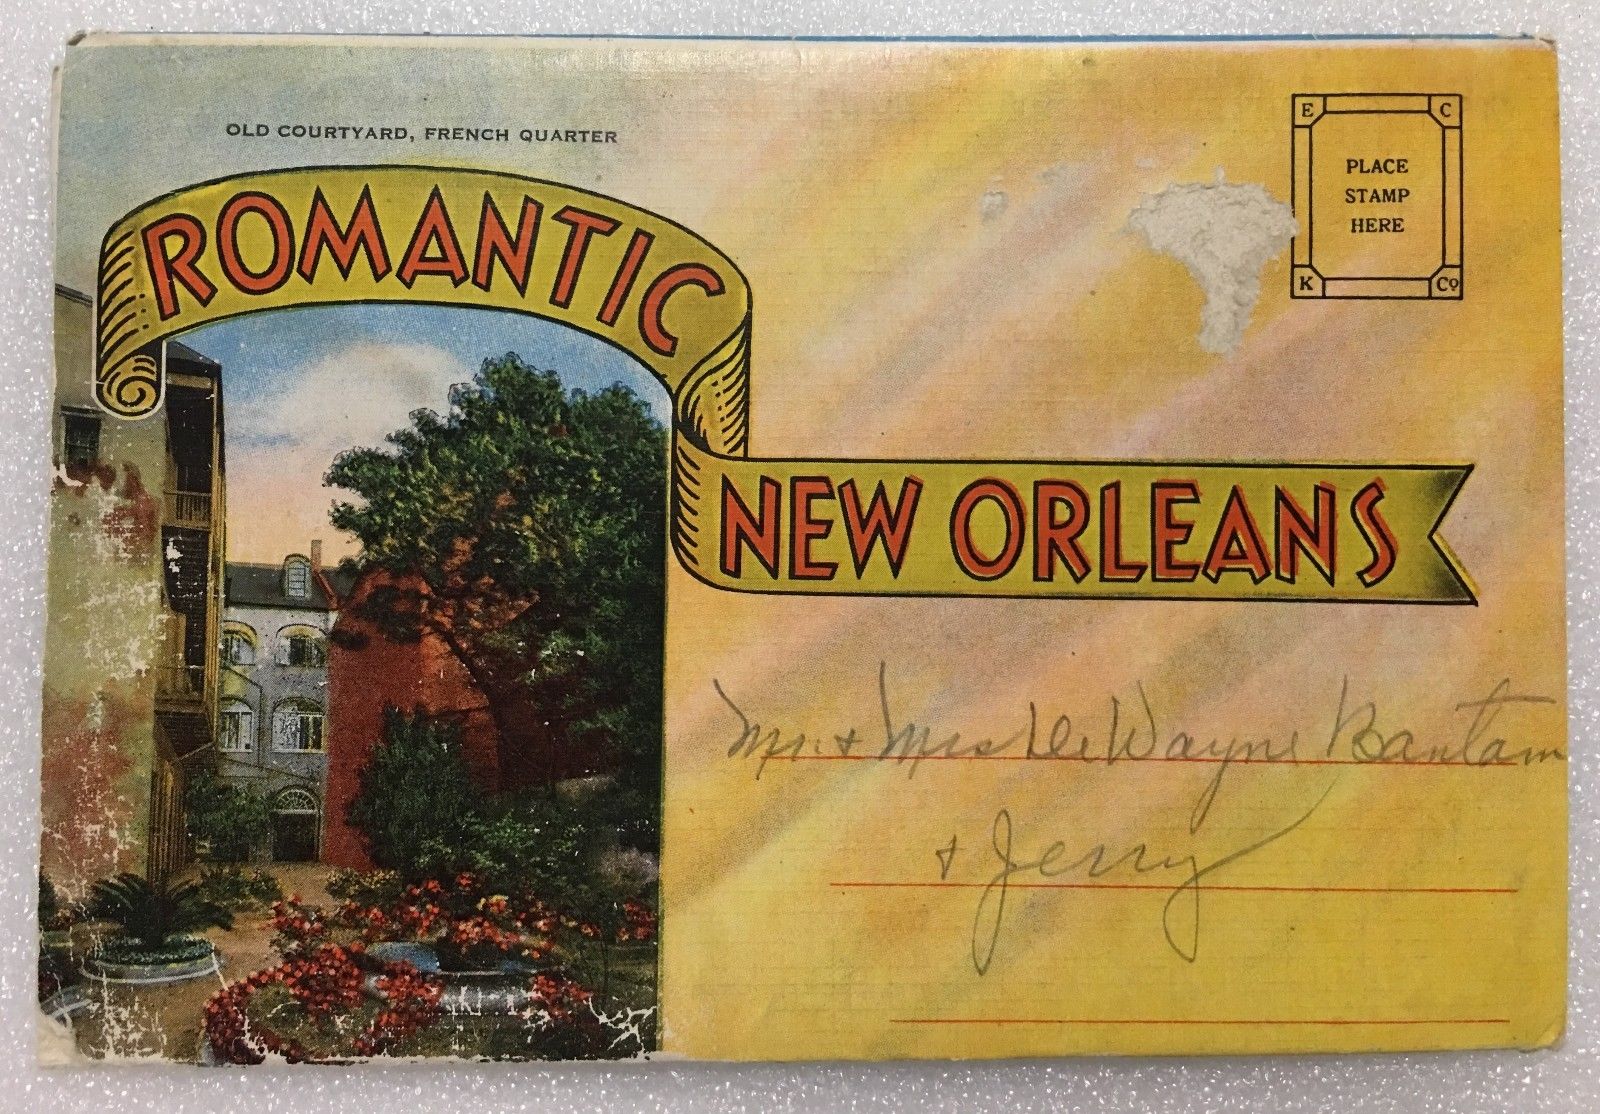 OLD COURTYARD, FRENCH QUARTER
ROMANTIC
NEW ORLEANS
E C
PLACE
STAMP
HERE
K Co
Mr. & Mrs DeWayne Bantam
& Jerry